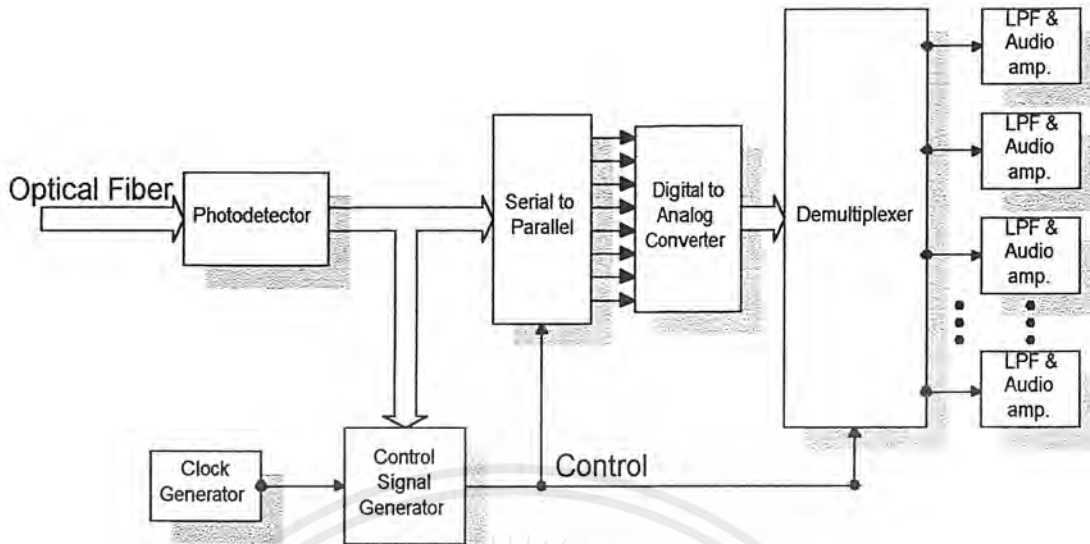 LPF &
Audio
amp.
LPF &
Audio
amp.
Optical Fiber
Photodetector
Serial to
Parallel
Digital to
Analog
Converter
Demultiplexer
LPF &
Audio
amp.
LPF &
Audio
amp.
Clock
Generator
Control
Signal
Generator
Control